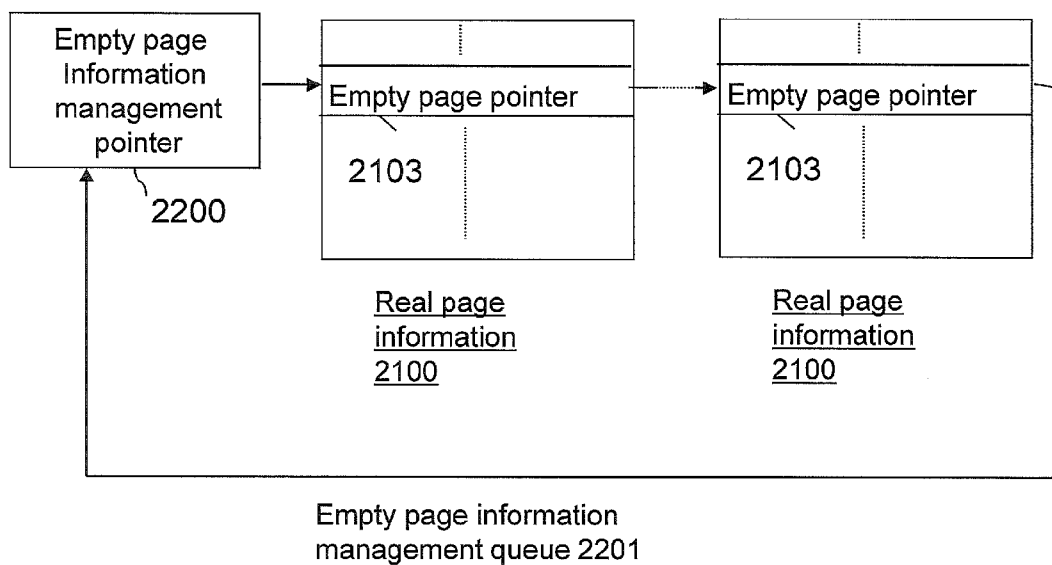 Empty page
Information
management
pointer
2200
Empty page pointer
2103
Real page
information
2100
Empty page pointer
2103
Real page
information
2100
Empty page information
management queue 2201